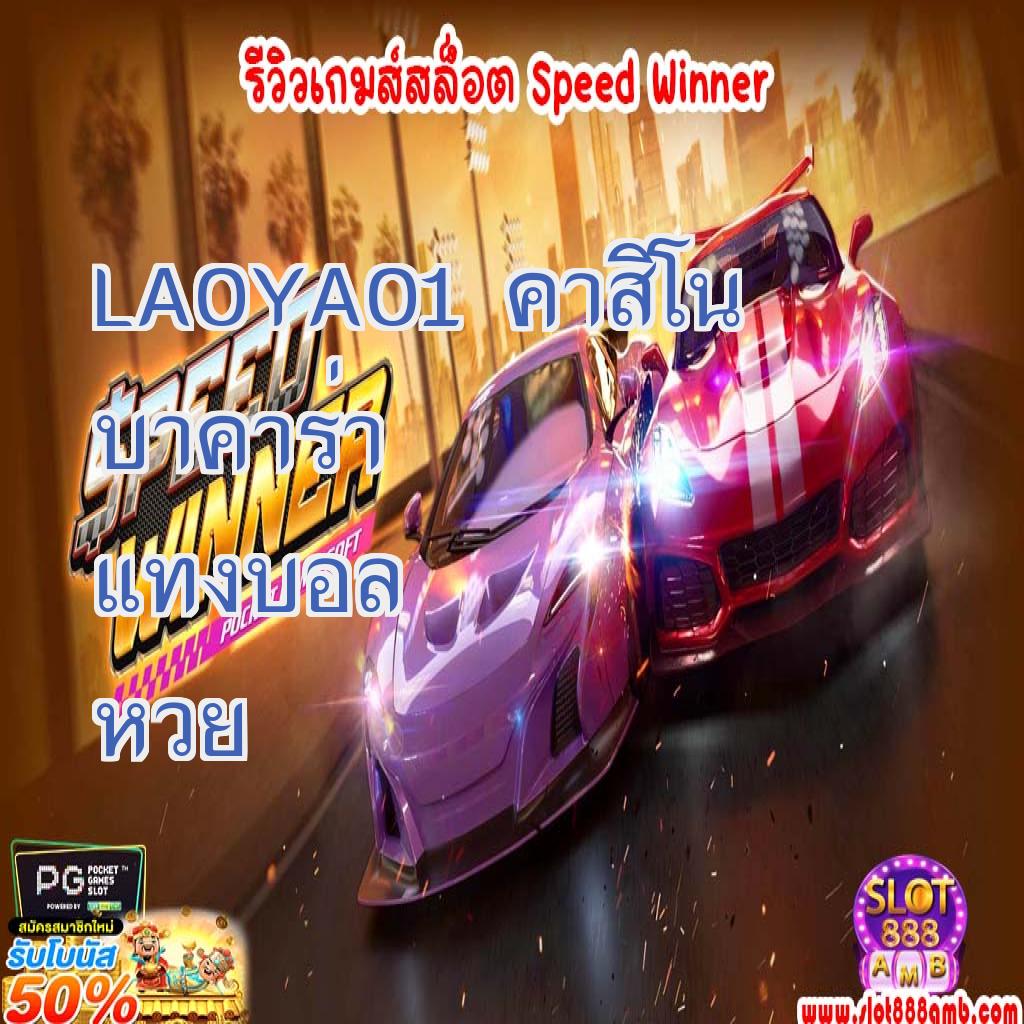 รีวิวเกมส์สล็อต Speed Winner
LAOYAO1 คาสิโน
บาคาร่า
แทงบอล
หวย
SPEED
WINNER
PG POCKET GAMES SLOT
POWERED BY
สมัครสมาชิกใหม่
รับโบนัส
50%
SLOT
888
AMB
www.slot888amb.com